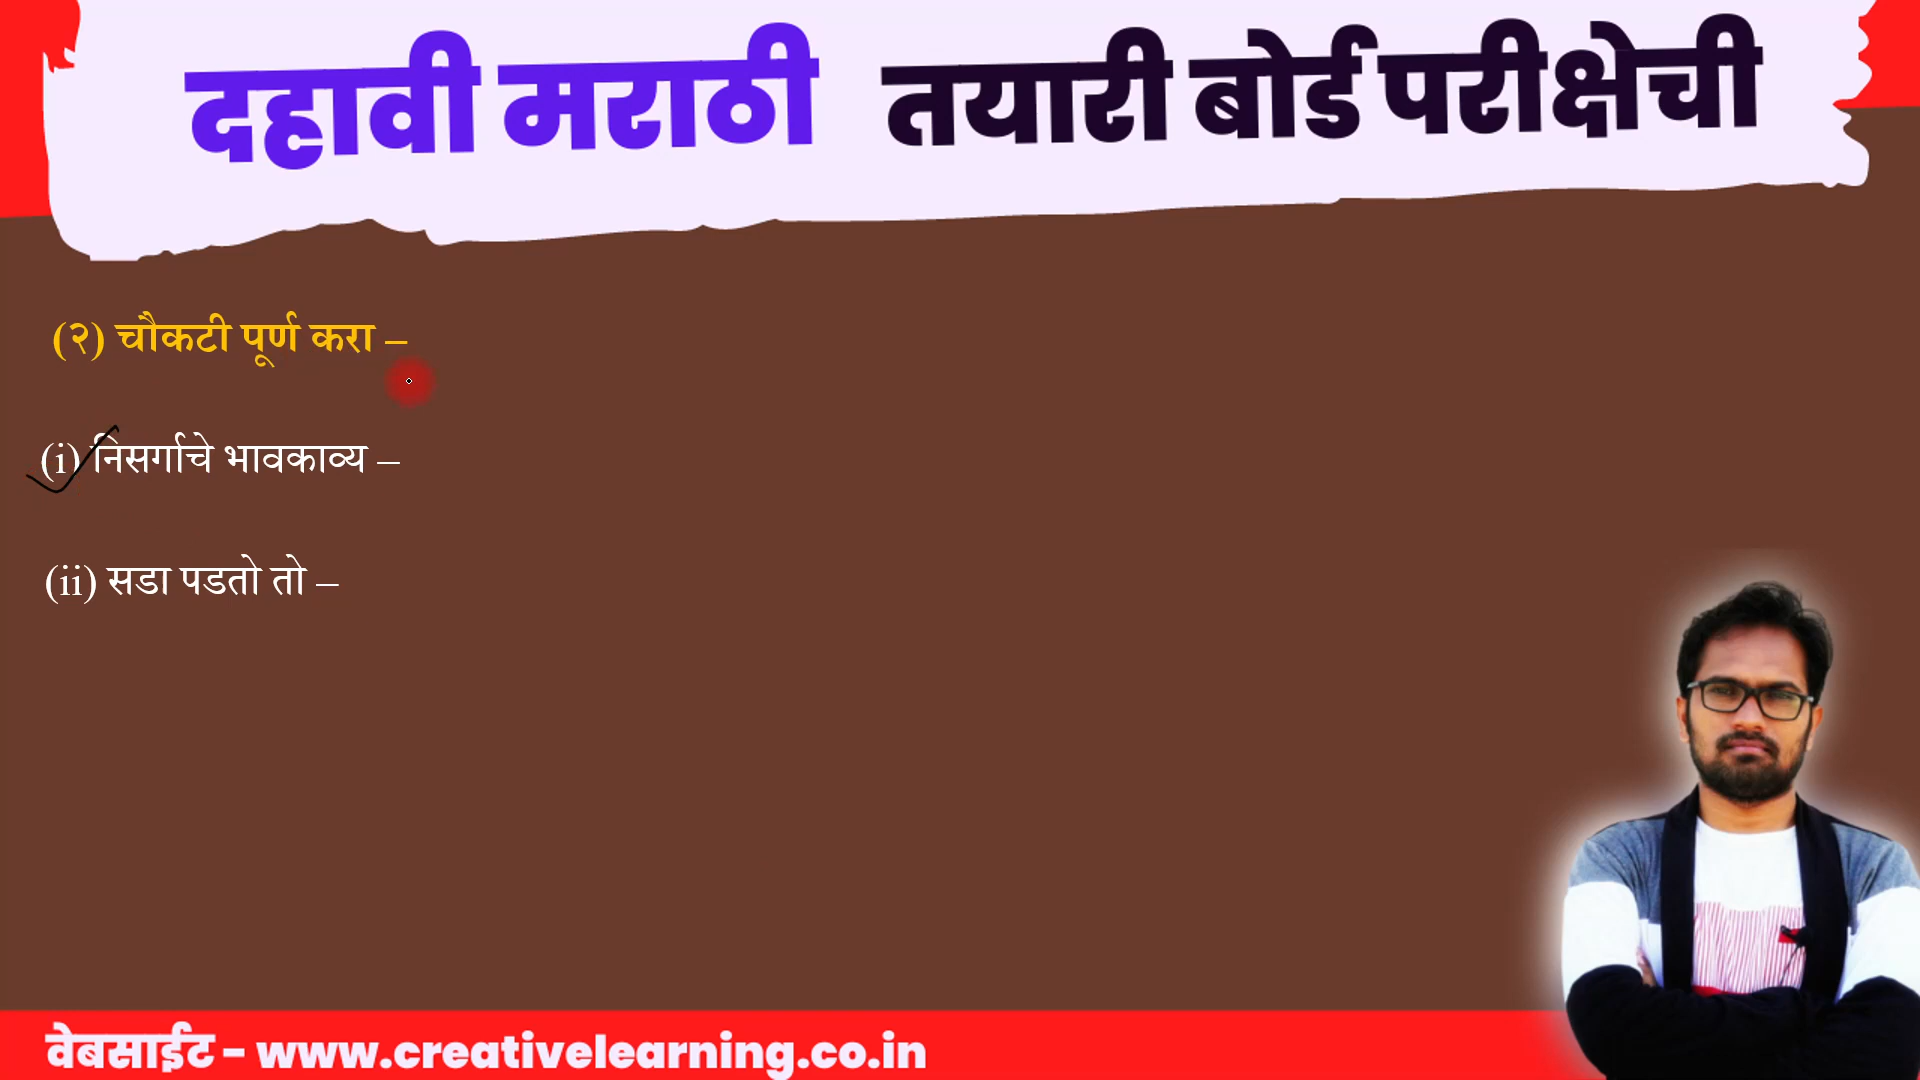 दहावी मराठी तयारी बोर्ड परीक्षेची
(२) चौकटी पूर्ण करा –
(i) निसर्गाचे भावकाव्य –
(ii) सडा पडतो तो –
वेबसाईट - www.creativelearning.co.in